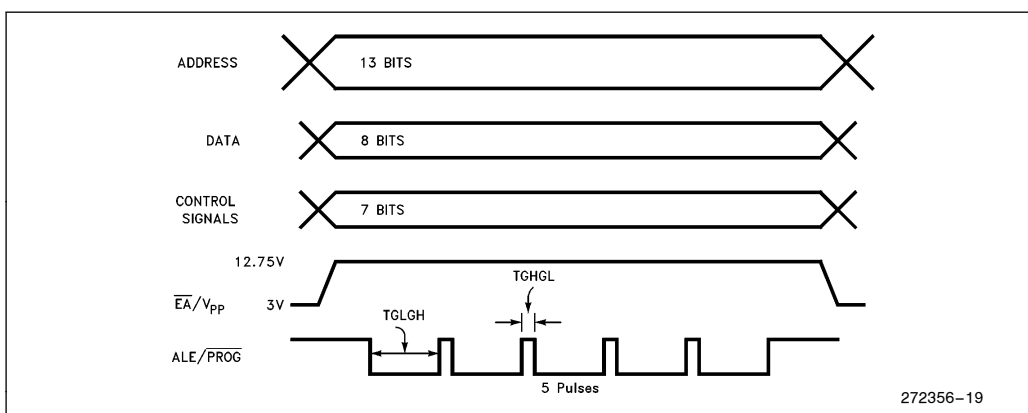 ADDRESS
13 BITS
DATA
8 BITS
CONTROL
SIGNALS
7 BITS
12.75V
TGHGL
EA/VPP
3V
TGLGH
ALE/PROG
5 Pulses
272356–19